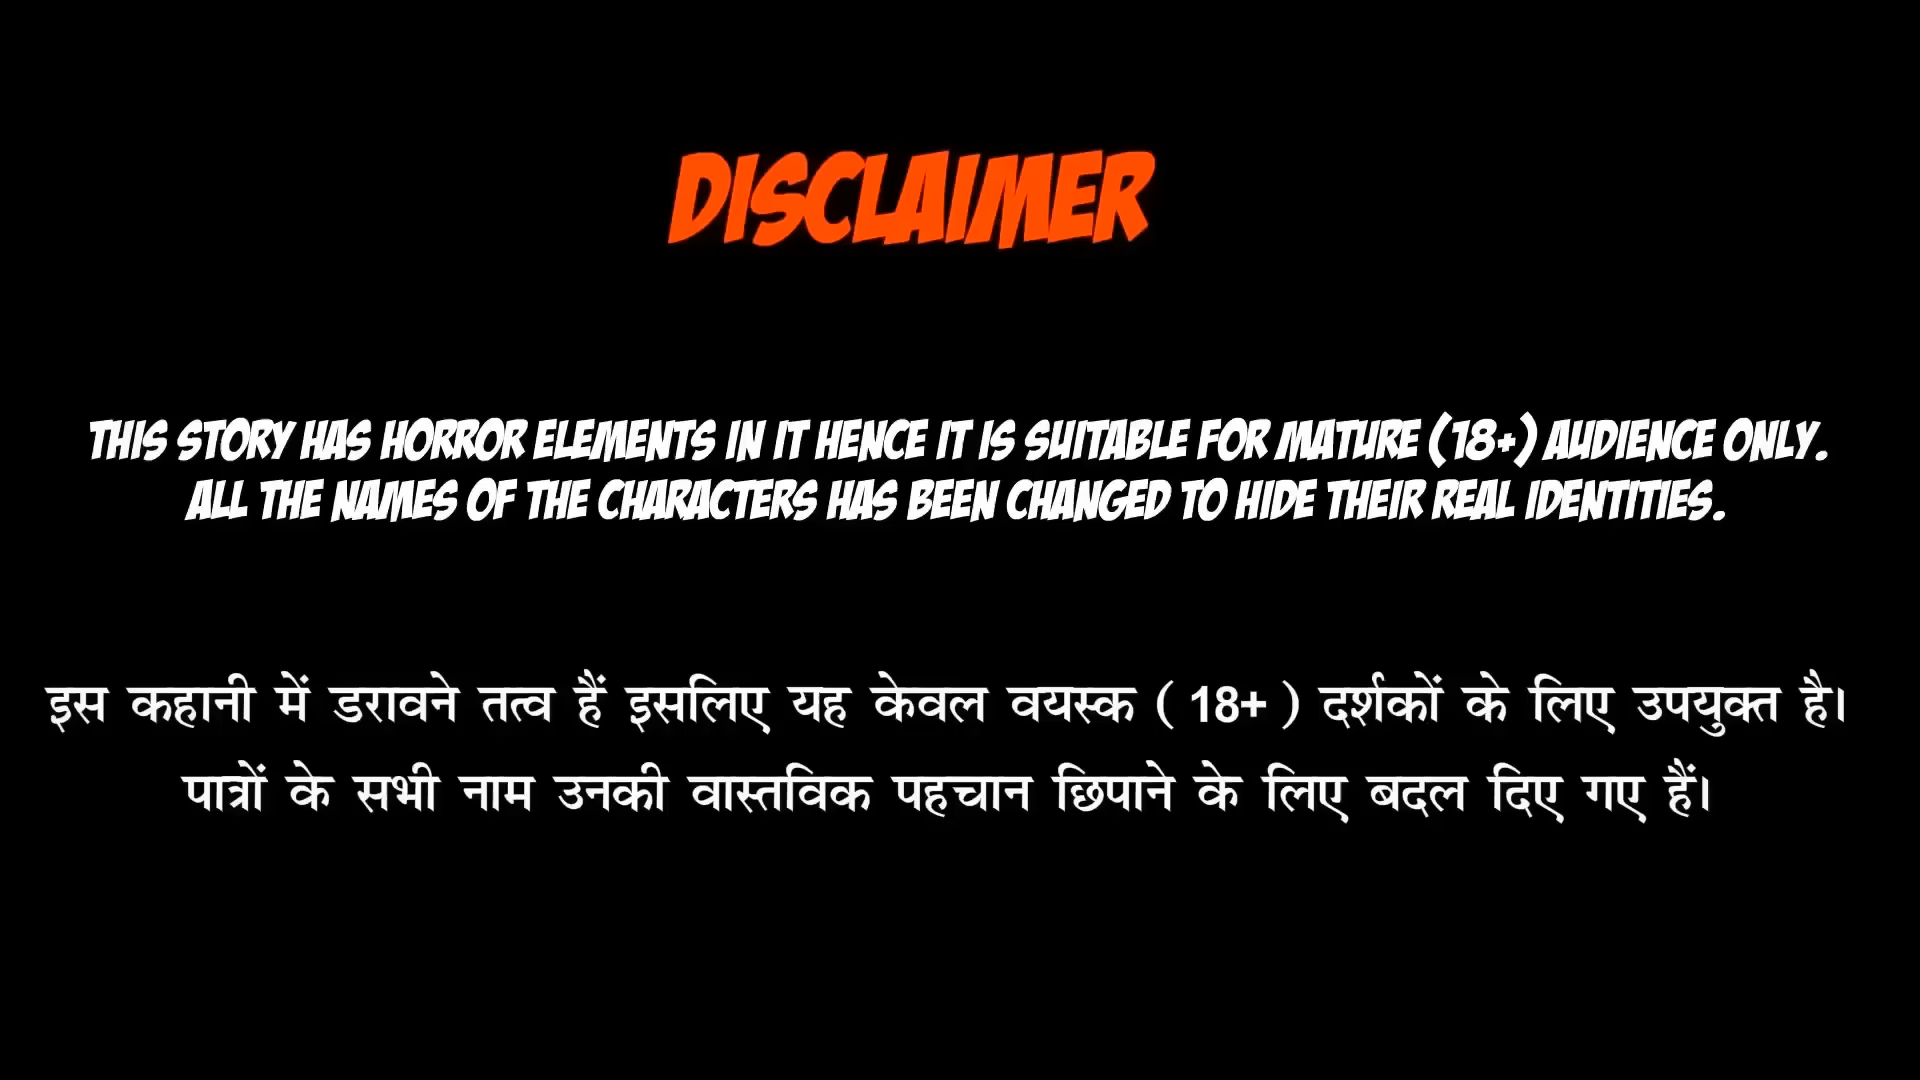 DISCLAIMER
THIS STORY HAS HORROR ELEMENTS IN IT HENCE IT IS SUITABLE FOR MATURE (18+) AUDIENCE ONLY.
ALL THE NAMES OF THE CHARACTERS HAS BEEN CHANGED TO HIDE THEIR REAL IDENTITIES.
इस कहानी में डरावने तत्व हैं इसलिए यह केवल वयस्क ( 18+ ) दर्शकों के लिए उपयुक्त है।
पात्रों के सभी नाम उनकी वास्तविक पहचान छिपाने के लिए बदल दिए गए हैं।